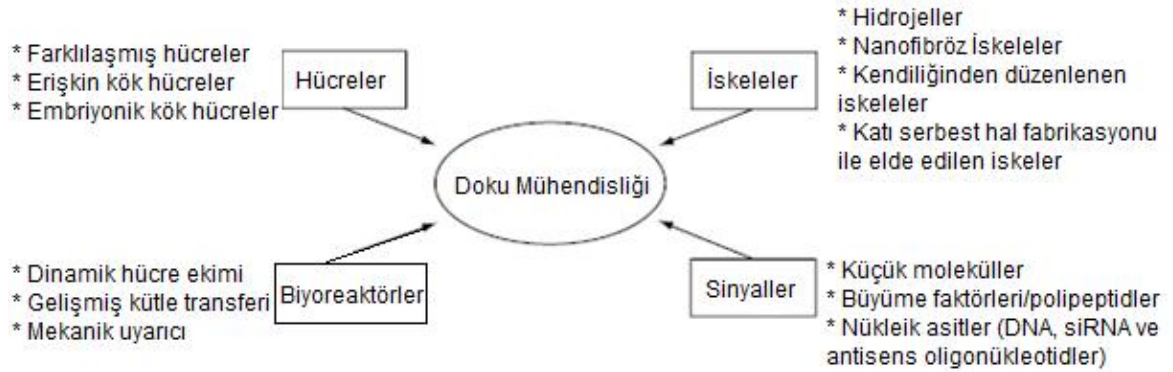 * Farklılaşmış hücreler
* Erişkin kök hücreler
* Embriyonik kök hücreler
Hücreler
İskeleler
* Hidrojeller
* Nanofibröz İskeleler
* Kendiliğinden düzenlenen
iskeleler
* Katı serbest hal fabrikasyonu
ile elde edilen iskeler
Doku Mühendisliği
* Dinamik hücre ekimi
* Gelişmiş kütle transferi
* Mekanik uyarıcı
Biyoreaktörler
Sinyaller
* Küçük moleküller
* Büyüme faktörleri/polipeptidler
* Nükleik asitler (DNA, siRNA ve
antisens oligonükleotidler)